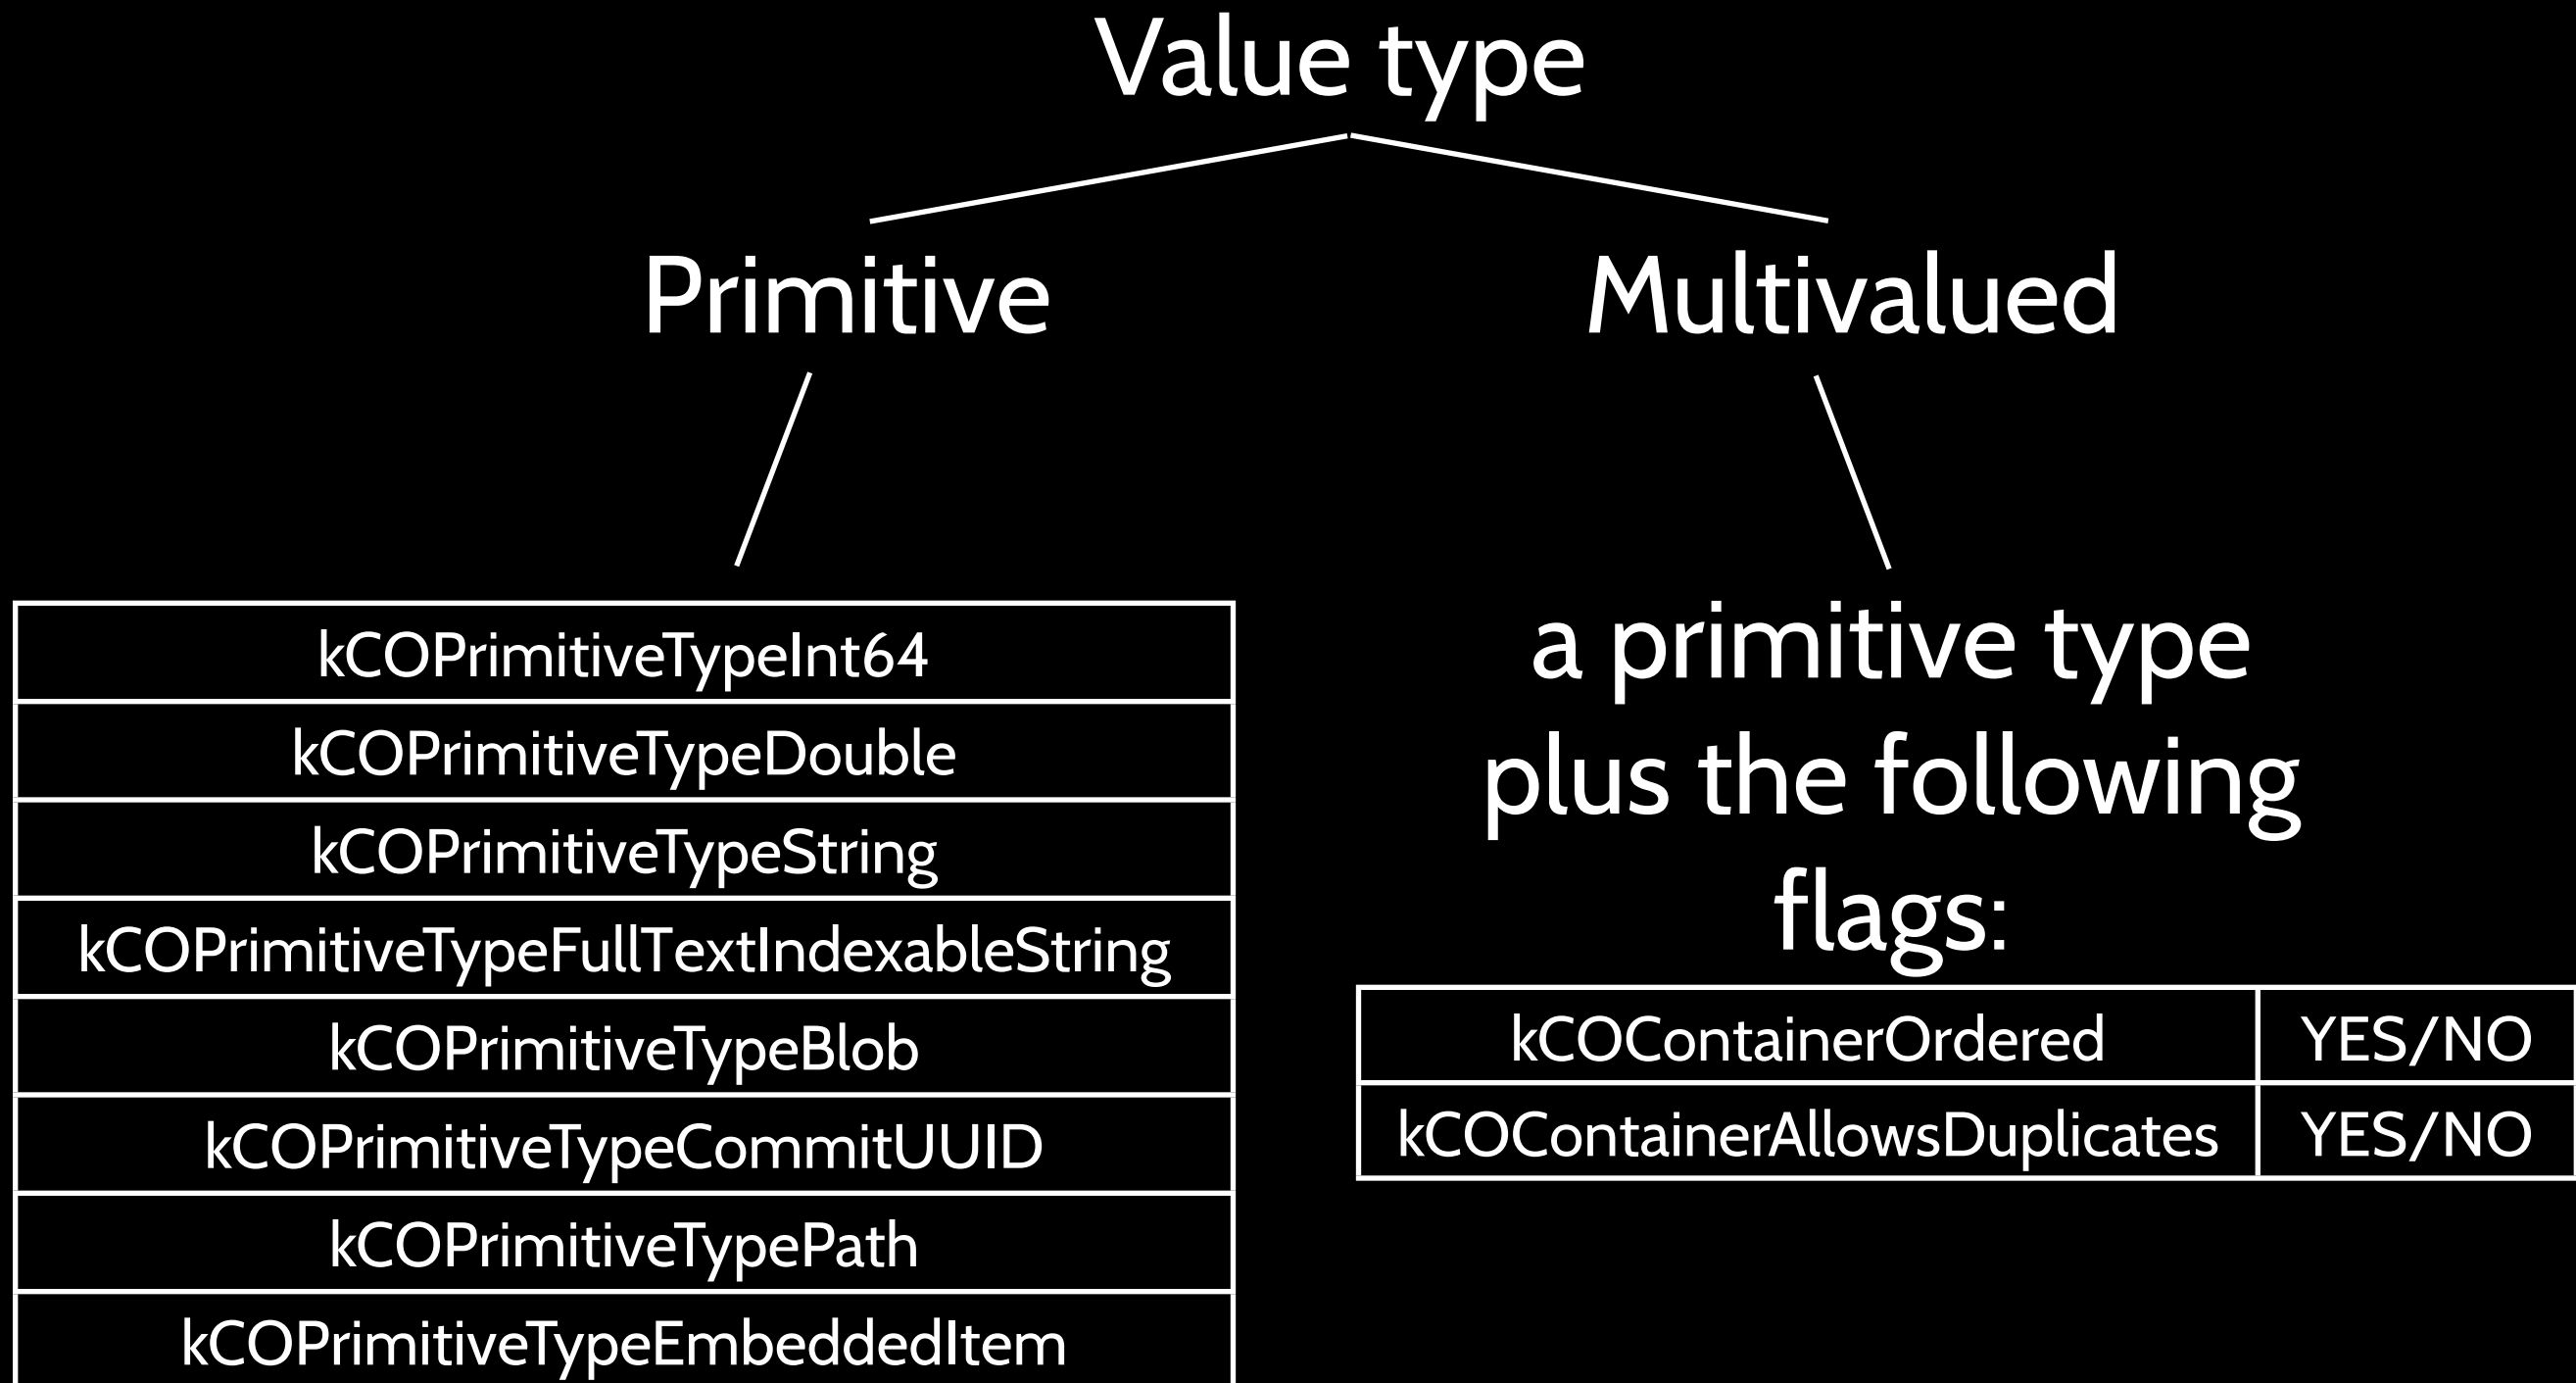 Value type
Primitive
Multivalued
kCOPrimitiveTypeInt64
kCOPrimitiveTypeDouble
kCOPrimitiveTypeString
kCOPrimitiveTypeFullTextIndexableString
kCOPrimitiveTypeBlob
kCOPrimitiveTypeCommitUUID
kCOPrimitiveTypePath
kCOPrimitiveTypeEmbeddedItem
a primitive type
plus the following
flags:
kCOContainerOrdered YES/NO
kCOContainerAllowsDuplicates YES/NO